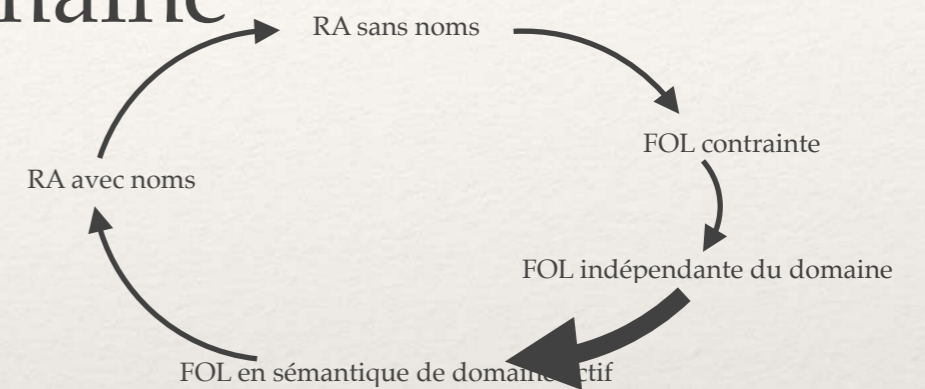 RA sans noms
FOL contrainte
RA avec noms
FOL indépendante du domaine
FOL en sémantique de